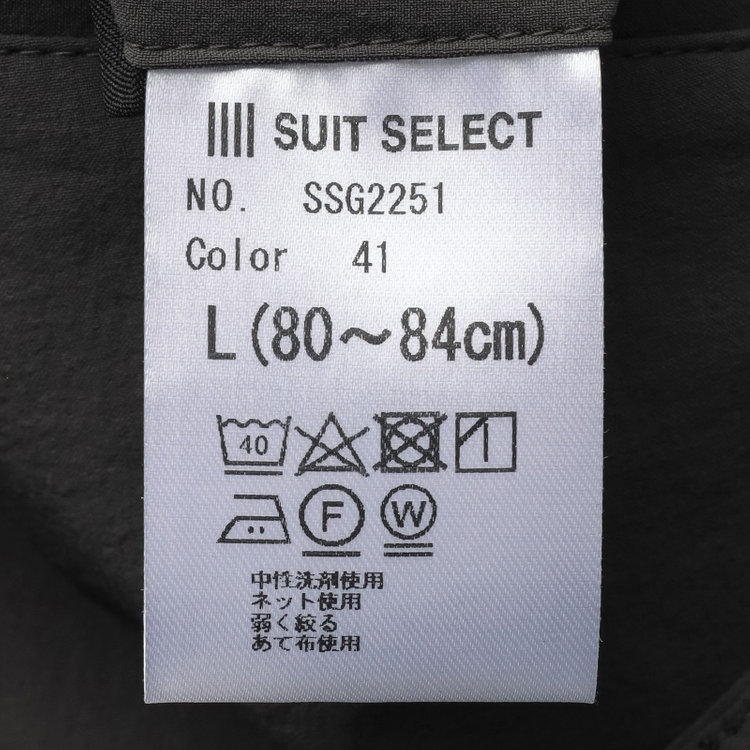 SUIT SELECT
NO. SSG2251
Color 41
L(80～84cm)
40
F W
中性洗剤使用
ネット使用
弱く絞る
あて布使用